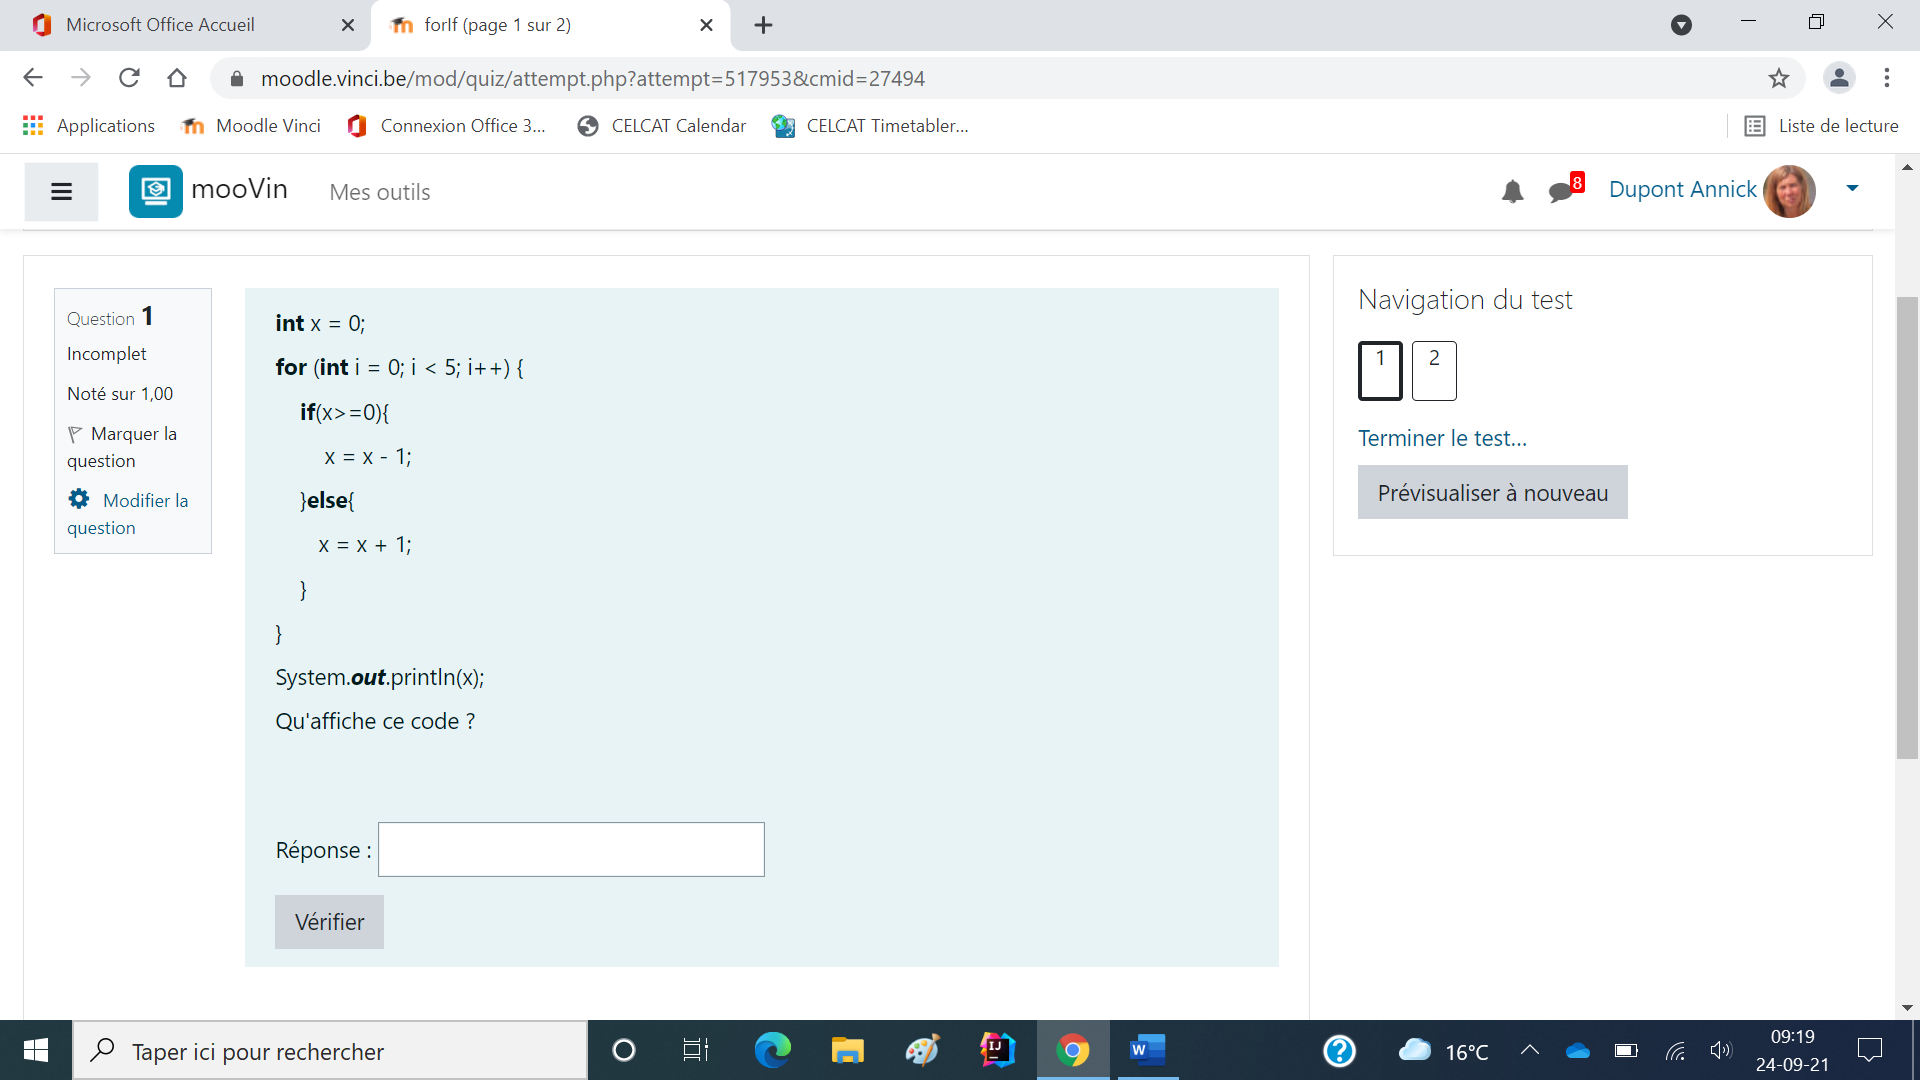 Microsoft Office Accueil
forIf (page 1 sur 2)
moodle.vinci.be/mod/quiz/attempt.php?attempt=517953&cmid=27494
Applications
Moodle Vinci
Connexion Office 3...
CELCAT Calendar
CELCAT Timetabler...
Liste de lecture
mooVin
Mes outils
8
Dupont Annick
Question 1
Incomplet
Noté sur 1,00
Marquer la
question
Modifier la
question
int x = 0;
for (int i = 0; i < 5; i++) {
if(x>=0){
x = x - 1;
}else{
x = x + 1;
}
}
System.out.println(x);
Qu'affiche ce code ?
Réponse :
Vérifier
Navigation du test
1
2
Terminer le test...
Prévisualiser à nouveau
Taper ici pour rechercher
IJ
W
?
16°C
09:19
24-09-21